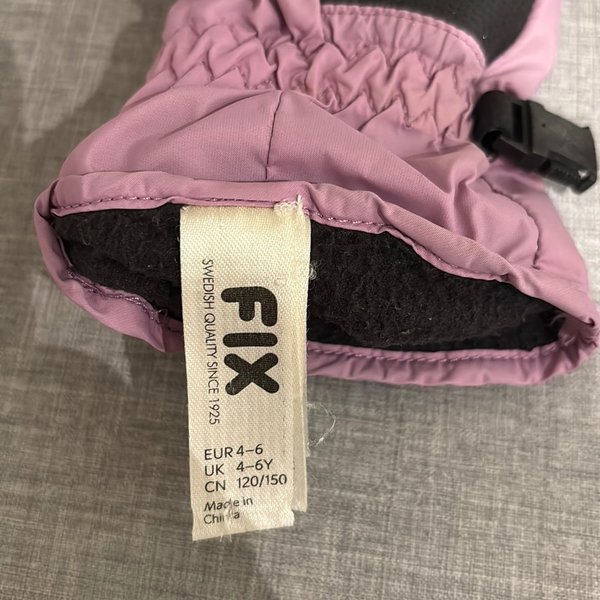 FIX
SWEDISH QUALITY SINCE 1925
EUR 4-6
UK 4-6Y
CN 120/150
Made in
China